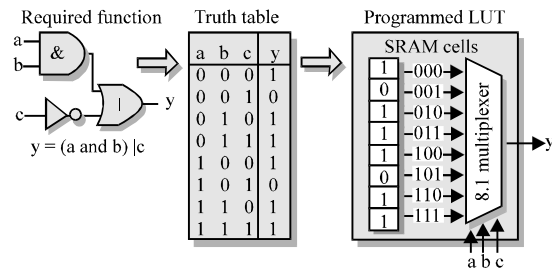 Required function
a
b
&
c
|
y
y = (a and b) |c
Truth table
a b c y
0 0 0 1
0 0 1 0
0 1 0 1
0 1 1 1
1 0 0 1
1 0 1 0
1 1 0 1
1 1 1 1
Programmed LUT
SRAM cells
1 000
0 001
1 010
1 011
1 100
0 101
1 110
1 111
8.1 multiplexer
y
a b c